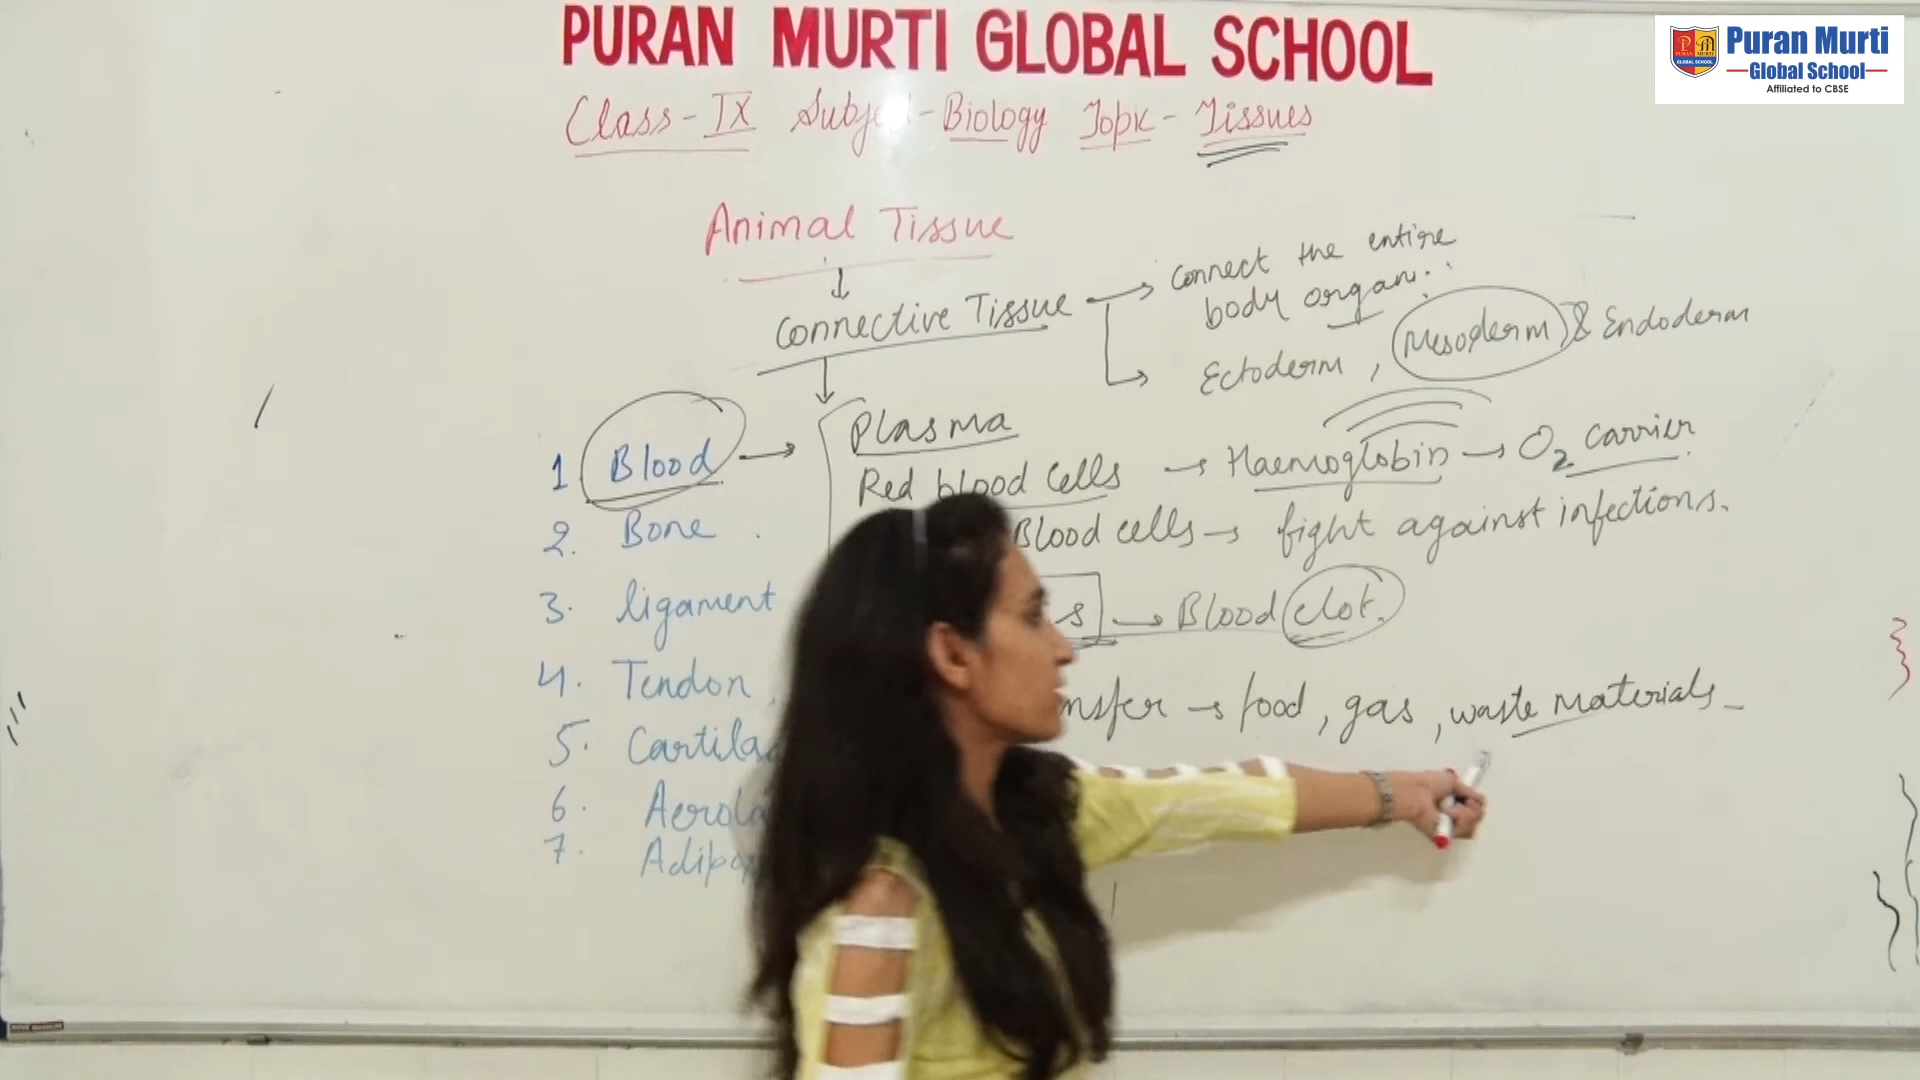 PURAN MURTI GLOBAL SCHOOL
Puran Murti
Global School
Affiliated to CBSE
Class-IX Subject-Biology Topic-Tissues
Animal Tissue
Connective Tissue
Connect the entire
body organ.
Ectoderm, Mesoderm & Endoderm
1 Blood
Plasma
Red blood Cells → Haemoglobin → O2 carrier
Blood cells → fight against infections.
→ Blood clot.
→ food, gas, waste materials
2. Bone
3. ligament
4. Tendon
5.
6.
7.